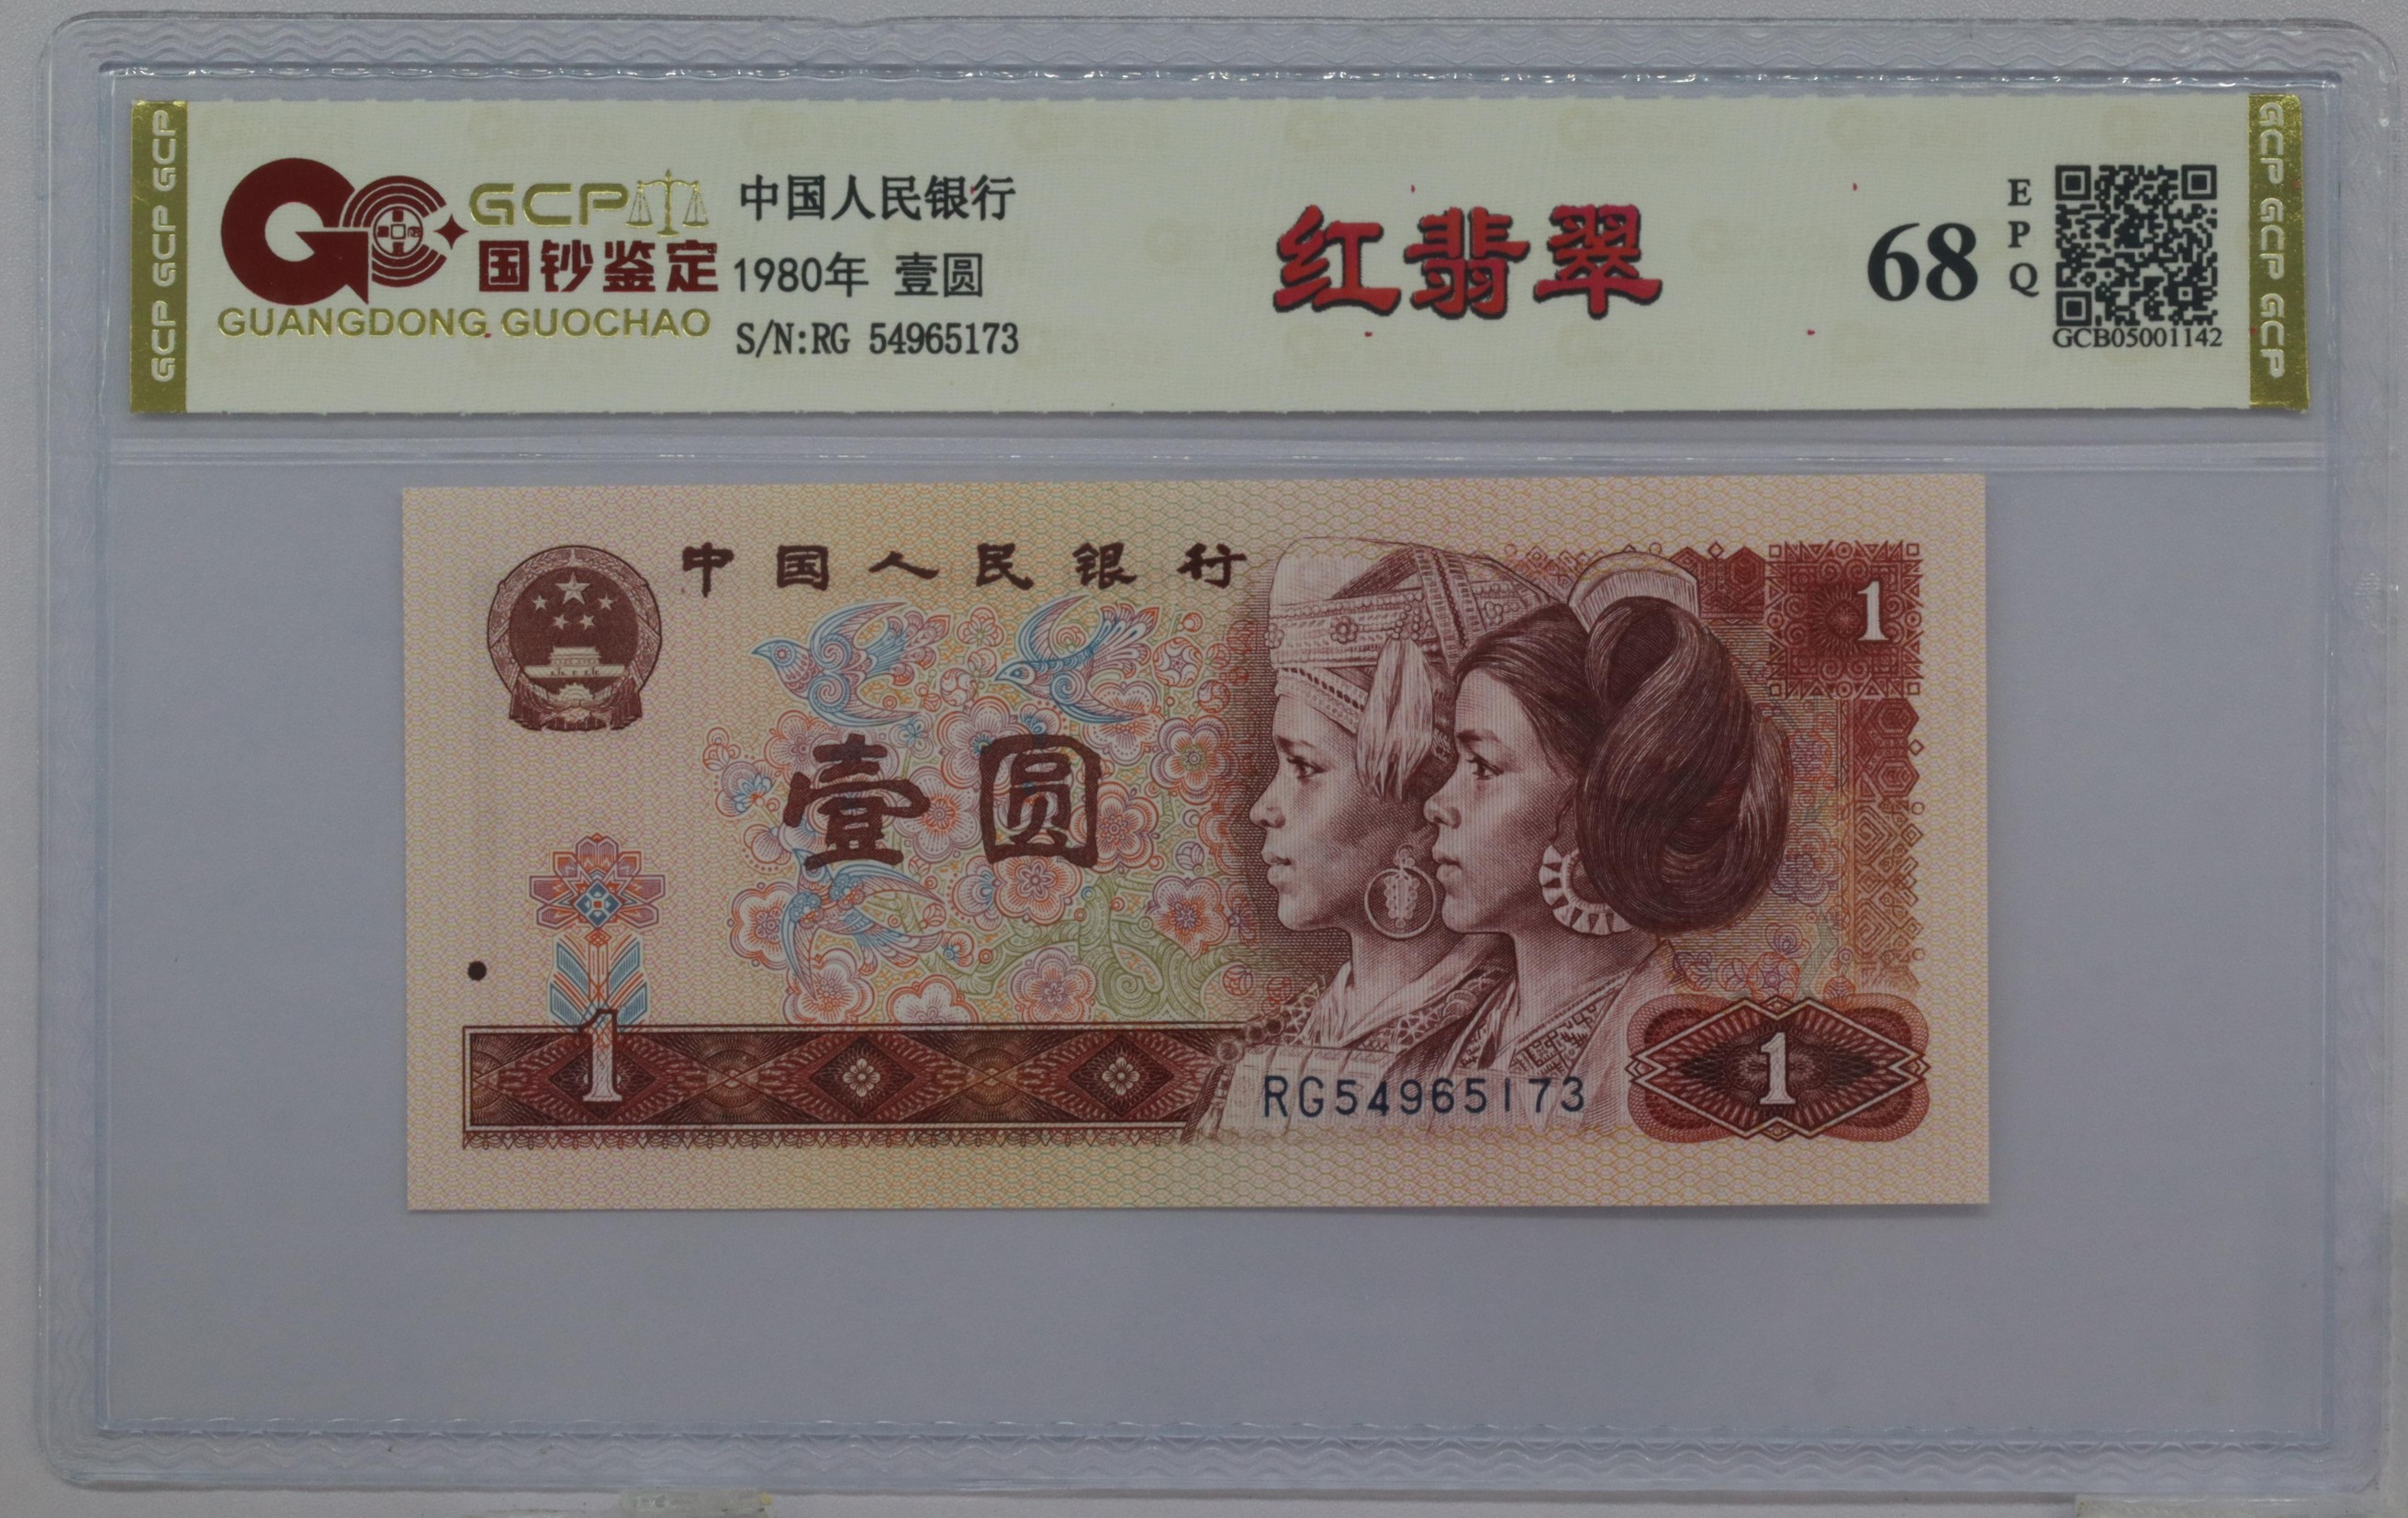 GCP GCP GCP
GCP
国钞鉴定
GUANGDONG GUOCHAO
中国人民银行
1980年 壹圆
S/N:RG 54965173
红翡翠
68
EPQ
GCB05001142
GCP GCP GCP
中国人民银行
1
壹圆
1
1
RG54965173